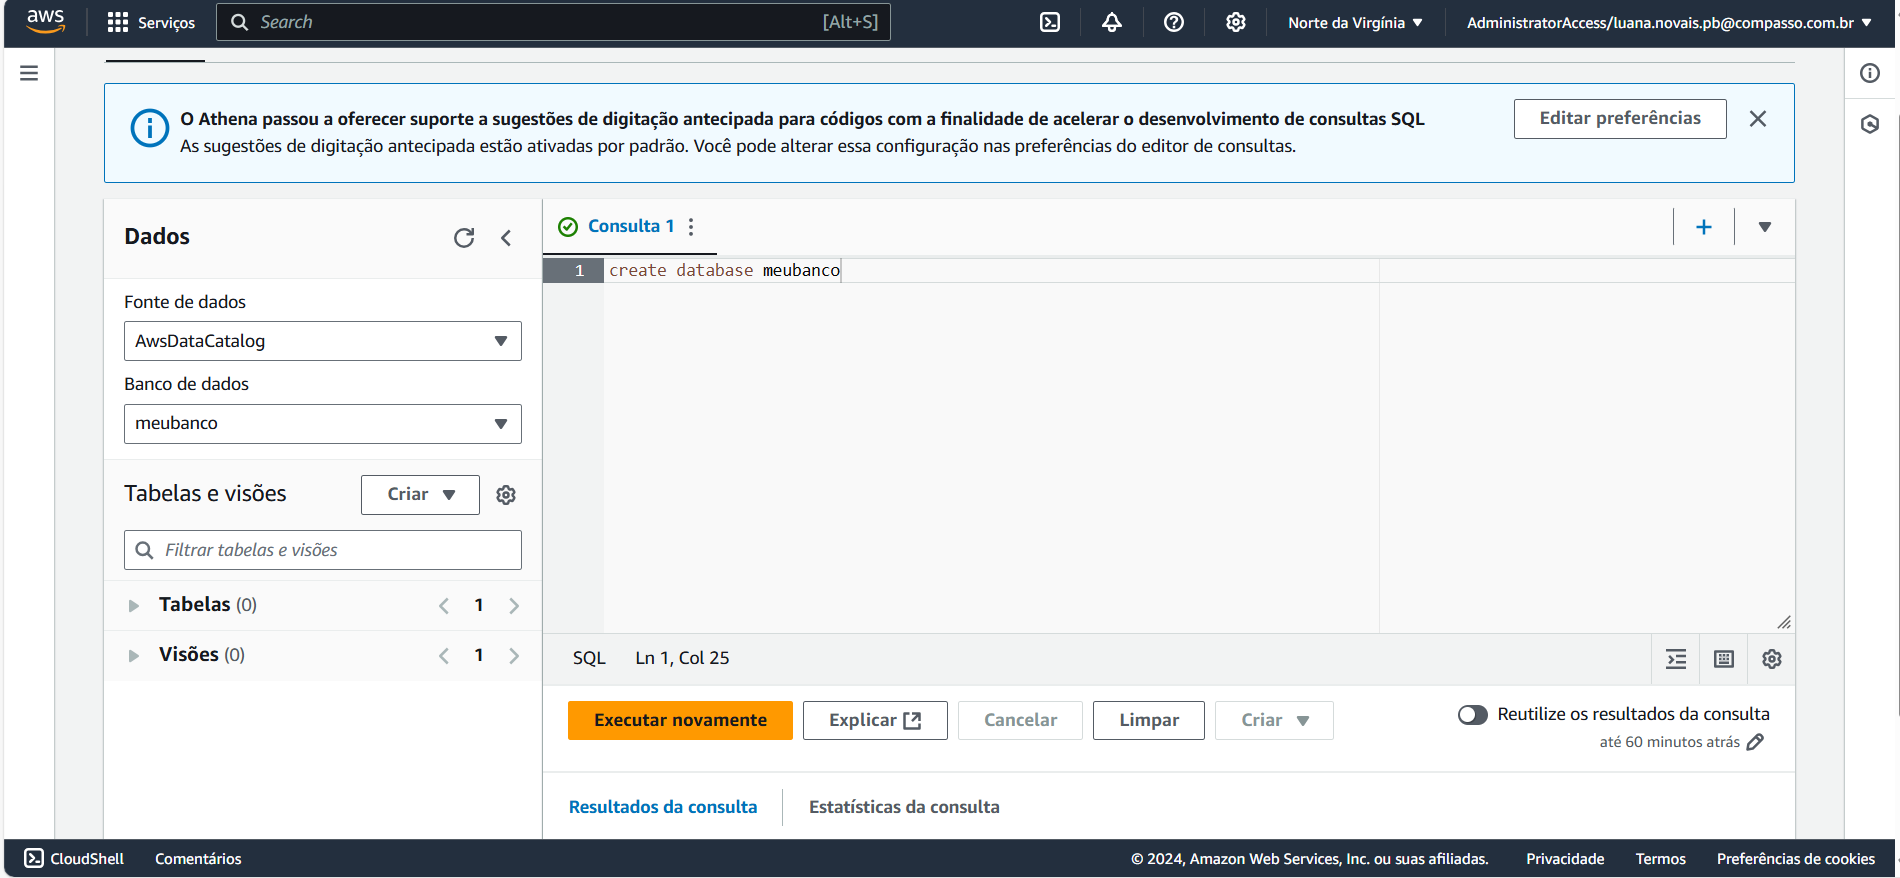 aws
Serviços
Search
[Alt+S]
Norte da Virgínia
AdministratorAccess/luana.novais.pb@compasso.com.br
O Athena passou a oferecer suporte a sugestões de digitação antecipada para códigos com a finalidade de acelerar o desenvolvimento de consultas SQL
As sugestões de digitação antecipada estão ativadas por padrão. Você pode alterar essa configuração nas preferências do editor de consultas.
Editar preferências
Dados
Fonte de dados
AwsDataCatalog
Banco de dados
meubanco
Tabelas e visões
Criar
Filtrar tabelas e visões
Tabelas (0)
1
Visões (0)
1
Consulta 1
1
create database meubanco
SQL
Ln 1, Col 25
Executar novamente
Explicar
Cancelar
Limpar
Criar
Reutilize os resultados da consulta
até 60 minutos atrás
Resultados da consulta
Estatísticas da consulta
CloudShell
Comentários
© 2024, Amazon Web Services, Inc. ou suas afiliadas.
Privacidade
Termos
Preferências de cookies